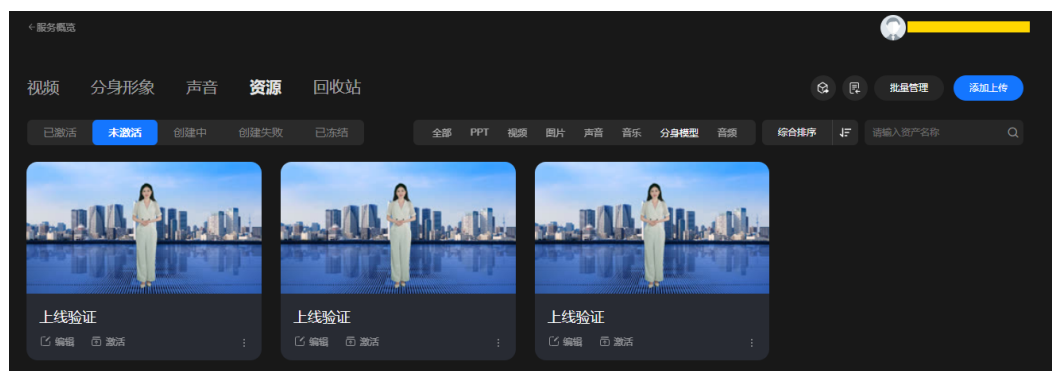 服务概览
视频 分身形象 声音 资源 回收站 批量管理 添加上传
已激活 未激活 创建中 创建失败 已冻结 全部 PPT 视频 图片 声音 音乐 分身模型 音频 综合排序 请输入资产名称
上线验证 上线验证 上线验证
编辑 激活 编辑 激活 编辑 激活